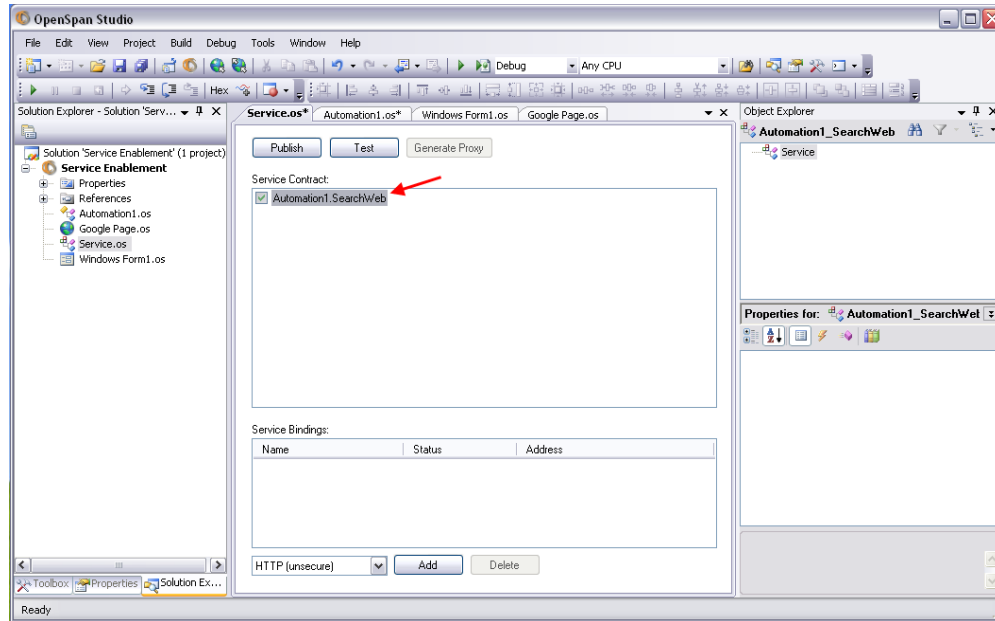 OpenSpan Studio
File Edit View Project Build Debug Tools Window Help
Debug Any CPU
Hex
Solution Explorer - Solution 'Serv...
Solution 'Service Enablement' (1 project)
Service Enablement
Properties
References
Automation1.os
Google Page.os
Service.os
Windows Form1.os
Toolbox Properties Solution Ex...
Service.os* Automation1.os* Windows Form1.os Google Page.os
Publish Test Generate Proxy
Service Contract:
Automation1.SearchWeb
Service Bindings:
Name Status Address
HTTP (unsecure) Add Delete
Object Explorer
Automation1_SearchWeb
Service
Properties for: Automation1_SearchWet
Ready